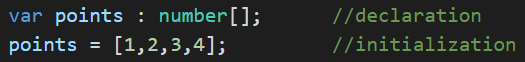 var points : number[];      //declaration
points = [1,2,3,4];         //initialization